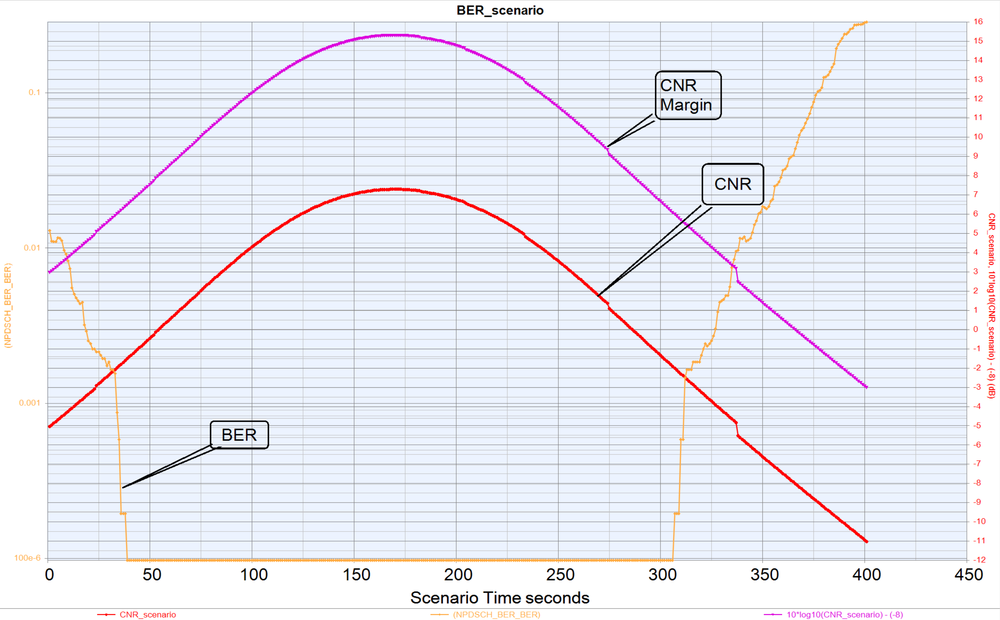 BER_scenario
16
15
14
13
12
11
10
9
8
7
6
5
4
3
2
1
0
-1
-2
-3
-4
-5
-6
-7
-8
-9
-10
-11
-12
0.1
0.01
0.001
100e-6
(NPDSCH_BER_BER)
CNR_scenario, 10*log10(CNR_scenario) - (-8) (dB)
CNR
Margin
CNR
BER
0 50 100 150 200 250 300 350 400 450
Scenario Time seconds
CNR_scenario (NPDSCH_BER_BER) 10*log10(CNR_scenario) - (-8)